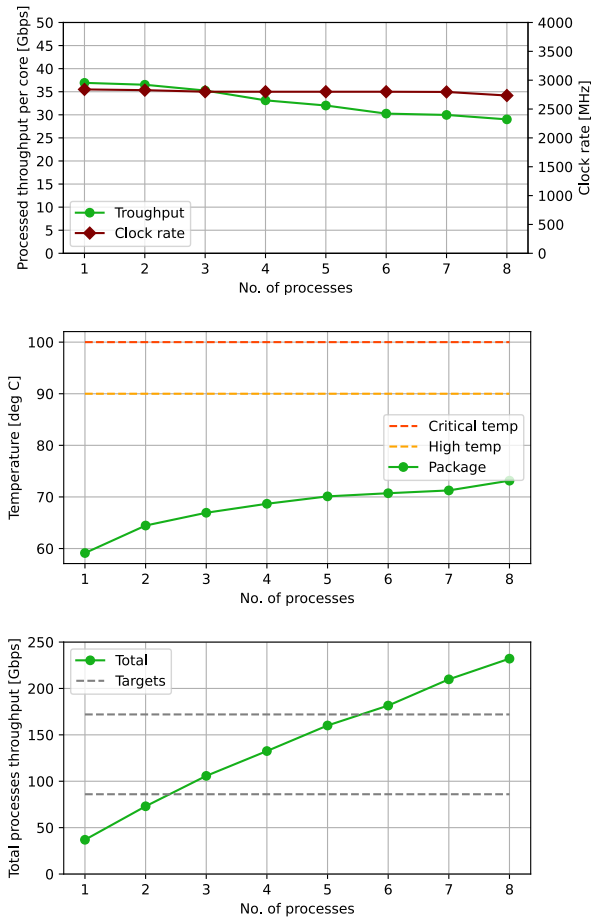 Processed throughput per core [Gbps]
50
45
40
35
30
25
20
15
10
5
0
4000
3500
3000
2500
2000
1500
1000
500
0
Clock rate [MHz]
Troughput
Clock rate
1 2 3 4 5 6 7 8
No. of processes
Temperature [deg C]
100
90
80
70
60
Critical temp
High temp
Package
1 2 3 4 5 6 7 8
No. of processes
Total processes throughput [Gbps]
250
200
150
100
50
0
Total
Targets
1 2 3 4 5 6 7 8
No. of processes